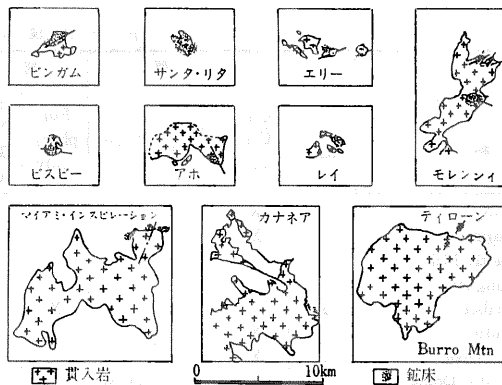 ビンガム
サンタ・リタ
エリー
ビスビー
アホ
レイ
モレンシィ
マイアミ・インスピレーション
カナネア
ティローン
Burro Mtn
貫入岩
0
10km
鉱床